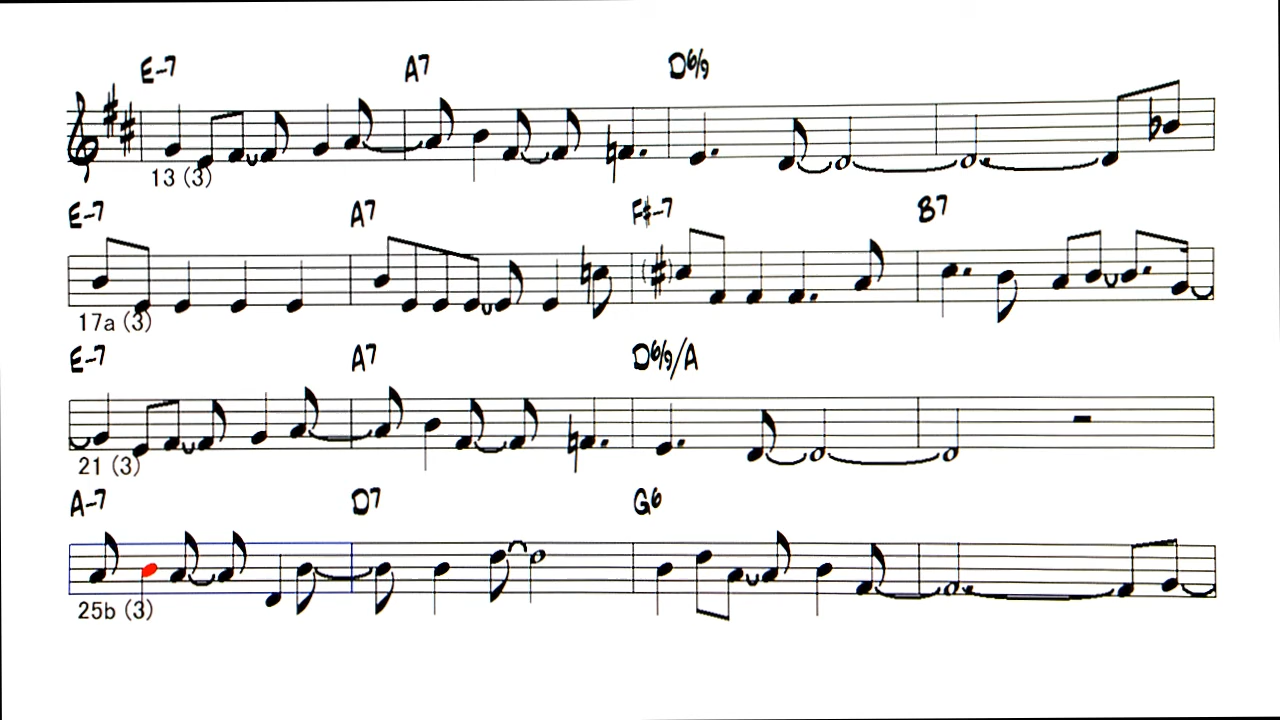 E-7 A7 D6/9
13 (3)
E-7 A7 F#-7 B7
17a (3)
E-7 A7 D6/9/A
21 (3)
A-7 D7 G6
25b (3)